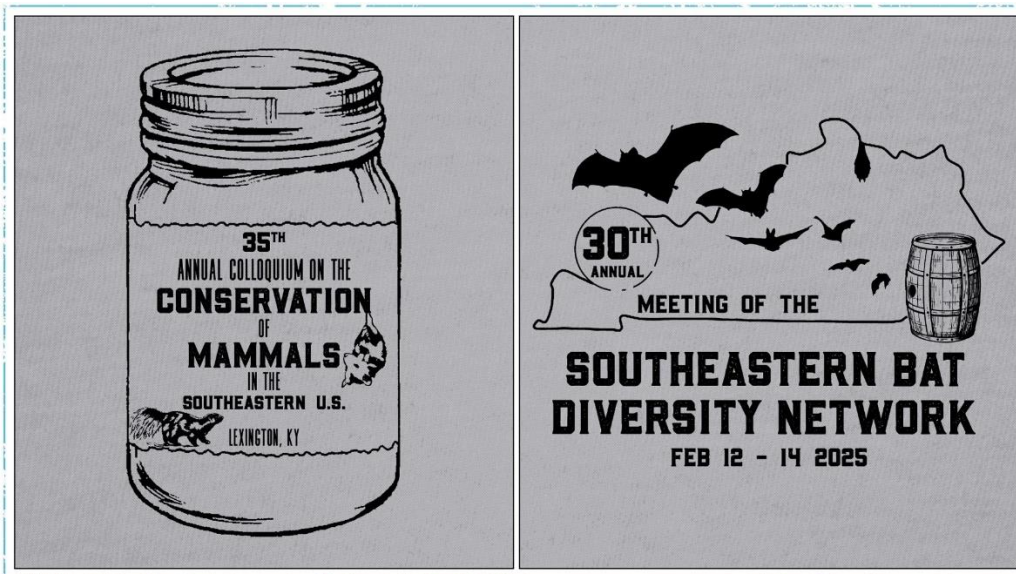 35TH
ANNUAL COLLOQUIUM ON THE
CONSERVATION
OF
MAMMALS
IN THE
SOUTHEASTERN U.S.
LEXINGTON, KY
30TH
ANNUAL
MEETING OF THE
SOUTHEASTERN BAT
DIVERSITY NETWORK
FEB 12 - 14 2025